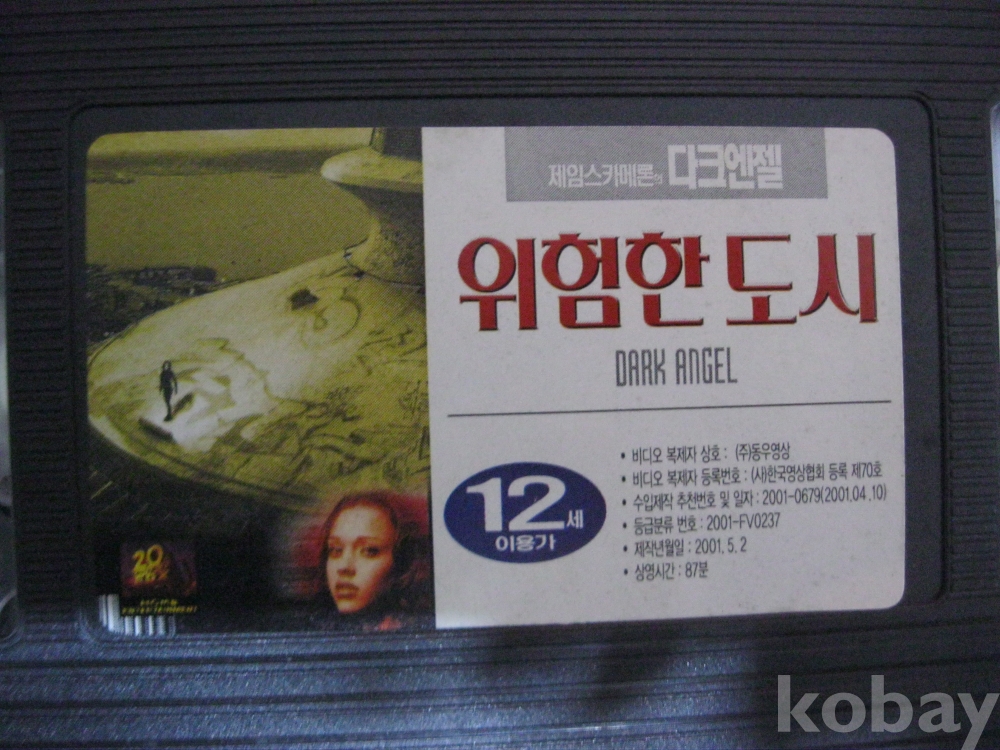 제임스카메론의 다크엔젤
위험한 도시
DARK ANGEL
12세
이용가
• 비디오 복제자 상호 : (주)동우영상
• 비디오 복제자 등록번호 : (사)한국영상협회 등록 제70호
• 수입제작 추천번호 및 일자 : 2001-0679(2001.04.10)
• 등급분류 번호 : 2001-FV0237
• 제작년월일 : 2001. 5. 2
• 상영시간 : 87분
20
FOX
HOME
ENTERTAINMENT
kobay